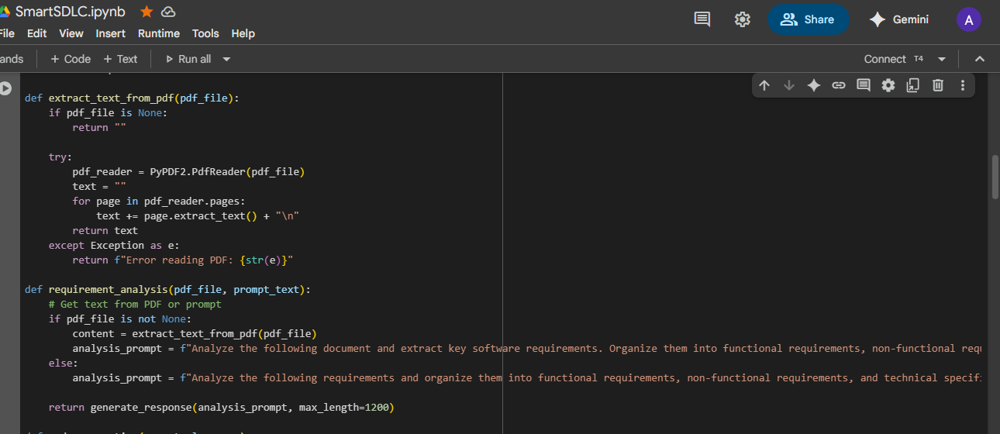 SmartSDLC.ipynb
File Edit View Insert Runtime Tools Help
Share
Gemini
A
ands + Code + Text Run all
Connect T4
def extract_text_from_pdf(pdf_file):
    if pdf_file is None:
        return ""
    try:
        pdf_reader = PyPDF2.PdfReader(pdf_file)
        text = ""
        for page in pdf_reader.pages:
            text += page.extract_text() + "\n"
        return text
    except Exception as e:
        return f"Error reading PDF: {str(e)}"
def requirement_analysis(pdf_file, prompt_text):
    # Get text from PDF or prompt
    if pdf_file is not None:
        content = extract_text_from_pdf(pdf_file)
        analysis_prompt = f"Analyze the following document and extract key software requirements. Organize them into functional requirements, non-functional requ
    else:
        analysis_prompt = f"Analyze the following requirements and organize them into functional requirements, non-functional requirements, and technical specif
    return generate_response(analysis_prompt, max_length=1200)